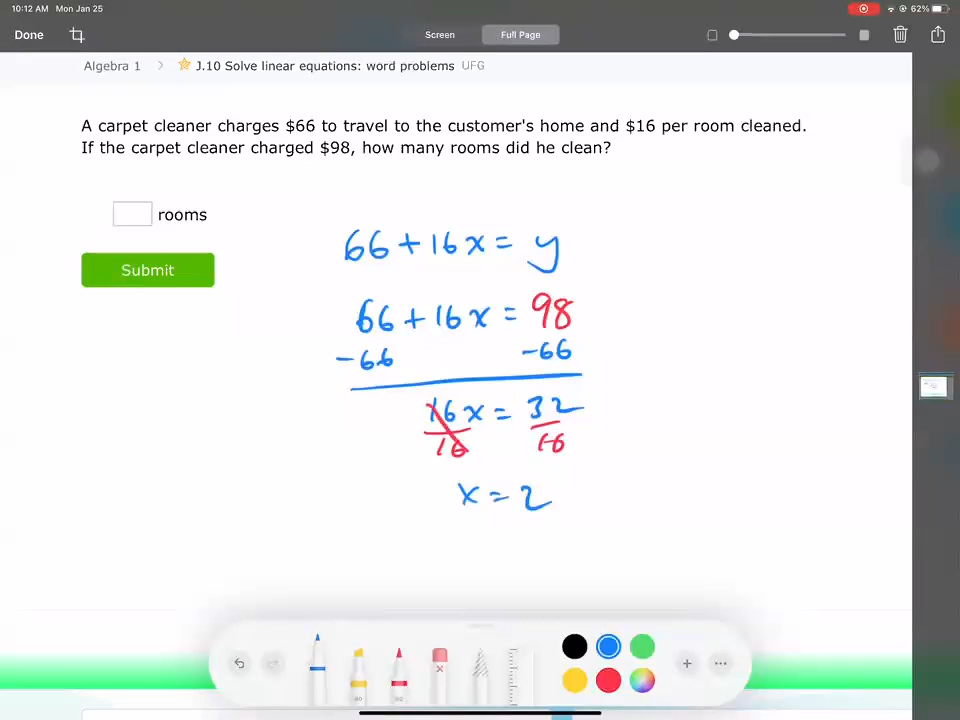 10:12 AM Mon Jan 25
62%
Done
Screen
Full Page
Algebra 1 > J.10 Solve linear equations: word problems UFG
A carpet cleaner charges $66 to travel to the customer's home and $16 per room cleaned.
If the carpet cleaner charged $98, how many rooms did he clean?
rooms
Submit
66 + 16x = y
66 + 16x = 98
-66 -66
16x = 32
16 16
x = 2